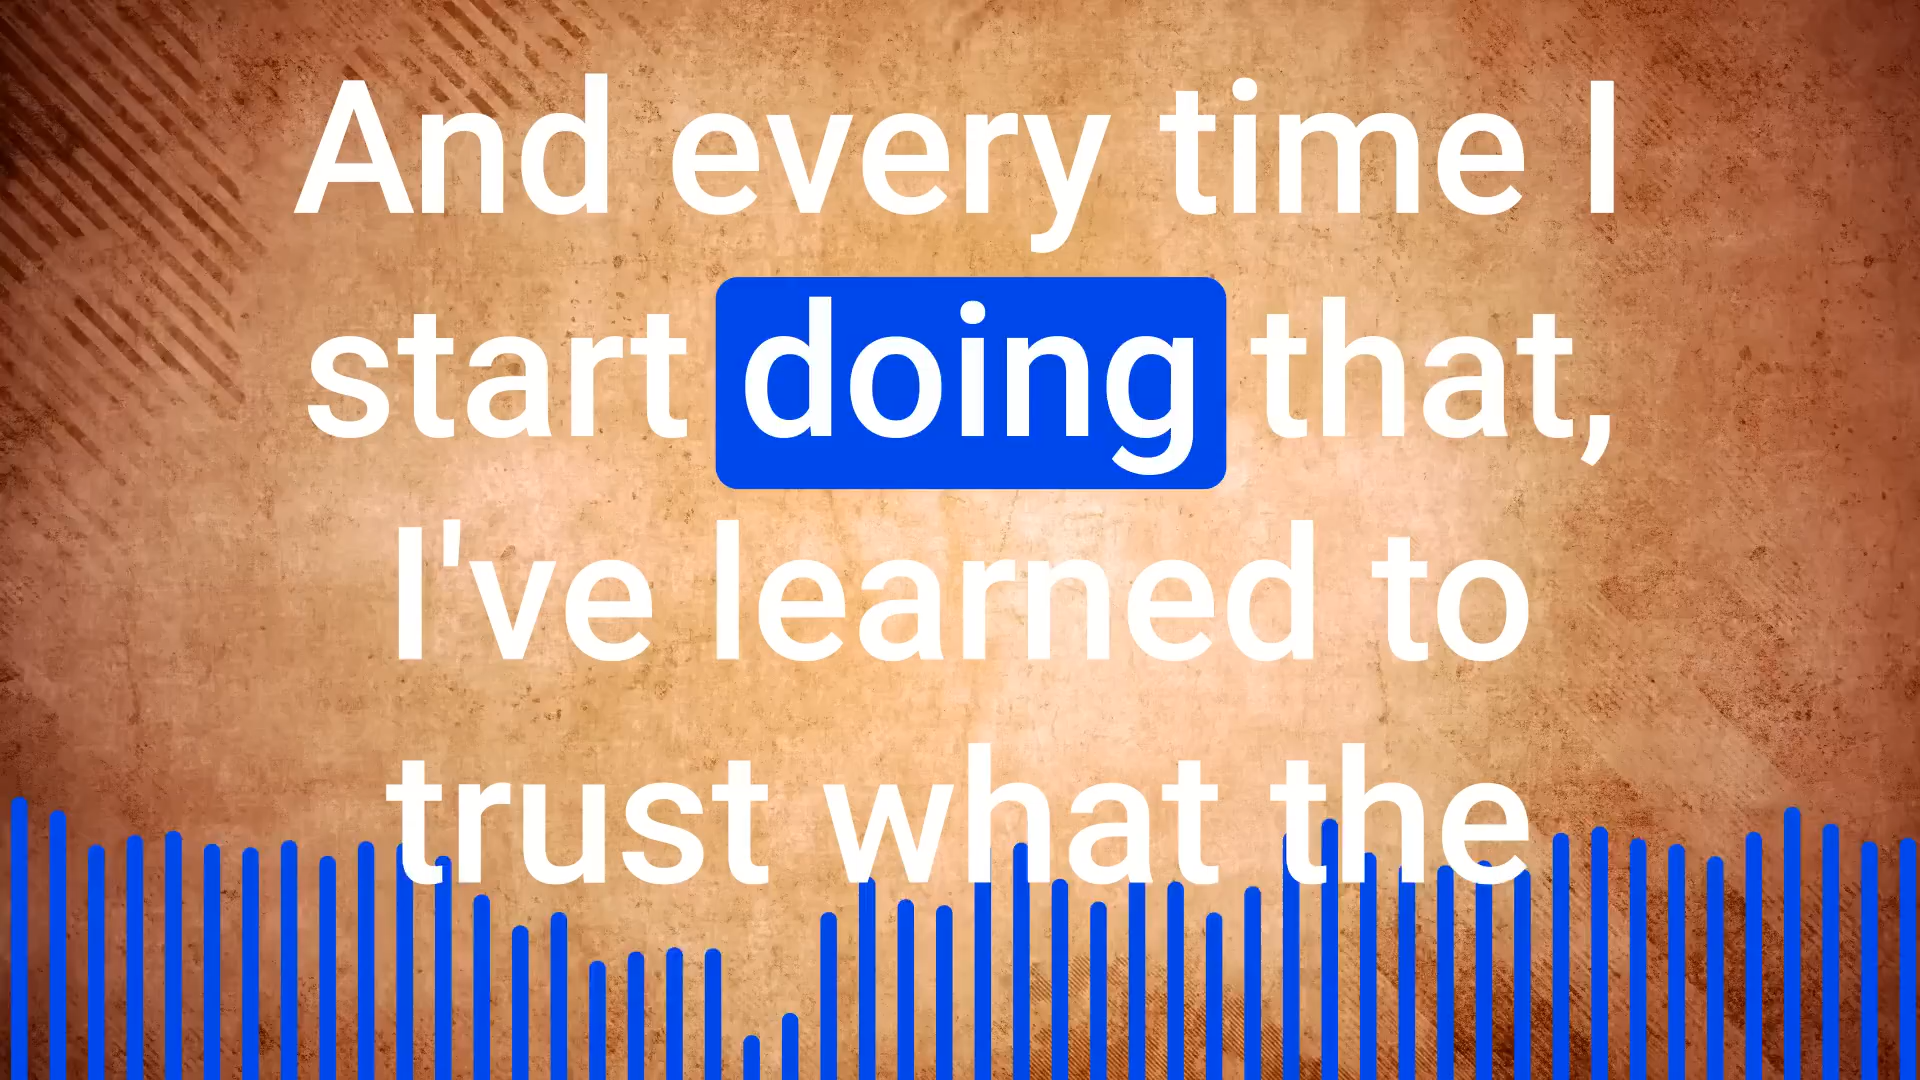 And every time I
start doing that,
I've learned to
trust what the